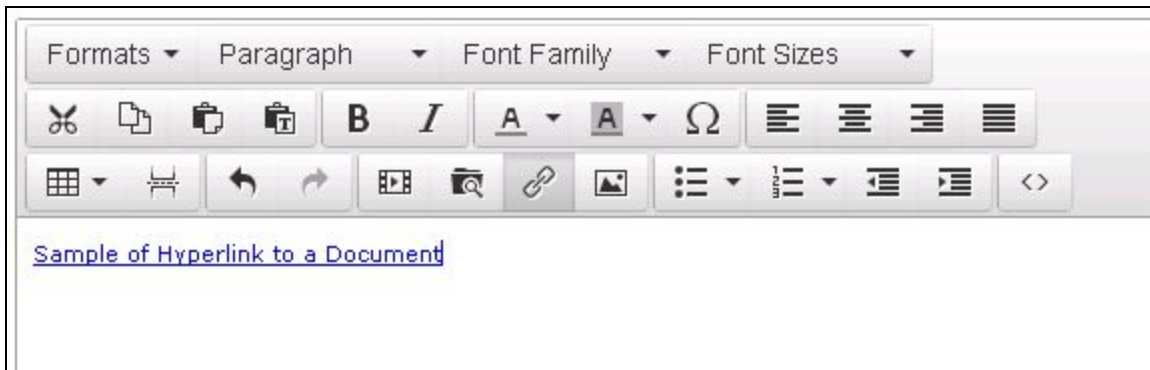 Formats Paragraph Font Family Font Sizes
B I A A Ω
Sample of Hyperlink to a Document